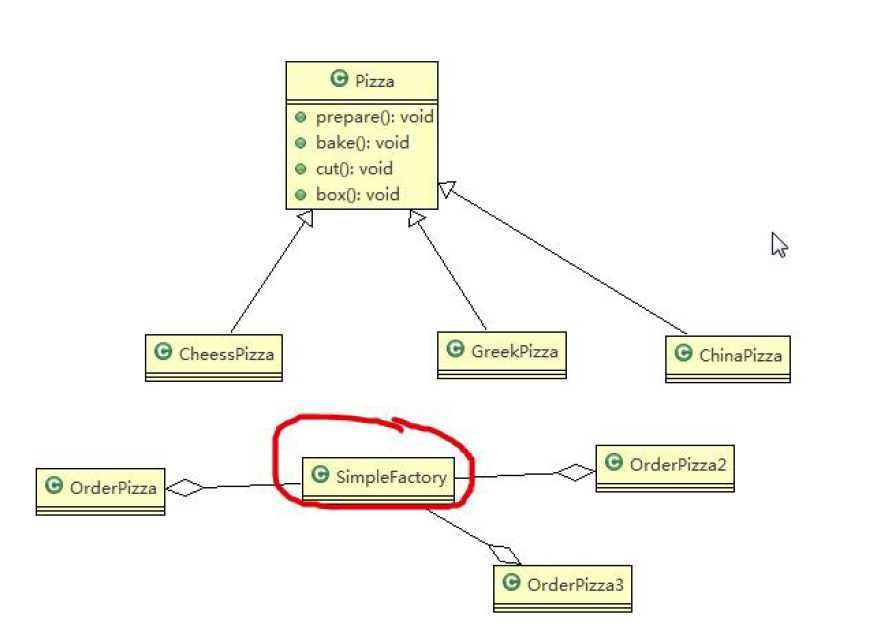 Pizza
prepare(): void
bake(): void
cut(): void
box(): void
CheessPizza
GreekPizza
ChinaPizza
OrderPizza
SimpleFactory
OrderPizza2
OrderPizza3